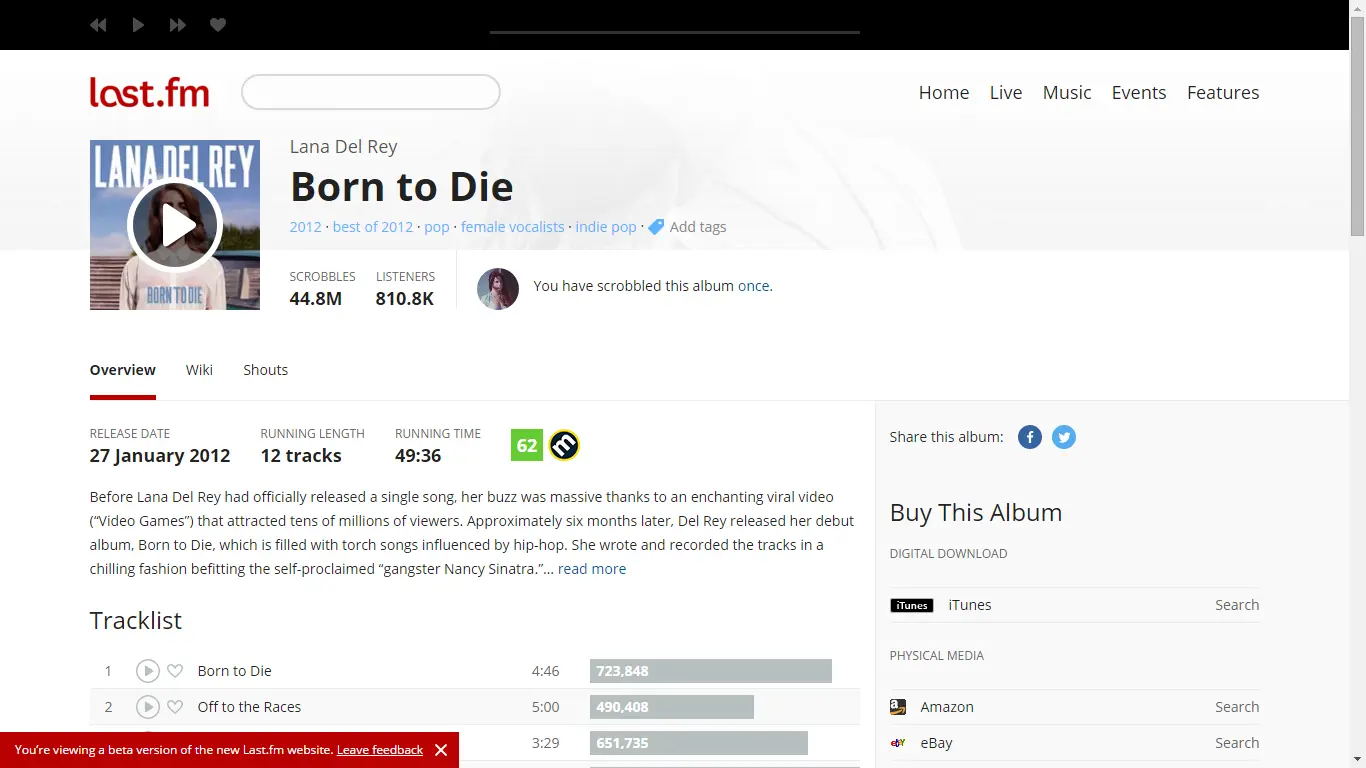 last.fm
Home Live Music Events Features
LANA DEL REY
BORN TO DIE
Lana Del Rey
Born to Die
2012 · best of 2012 · pop · female vocalists · indie pop · Add tags
SCROBBLES LISTENERS
44.8M 810.8K
You have scrobbled this album once.
Overview Wiki Shouts
RELEASE DATE RUNNING LENGTH RUNNING TIME
27 January 2012 12 tracks 49:36
62 m
Before Lana Del Rey had officially released a single song, her buzz was massive thanks to an enchanting viral video
(“Video Games”) that attracted tens of millions of viewers. Approximately six months later, Del Rey released her debut
album, Born to Die, which is filled with torch songs influenced by hip-hop. She wrote and recorded the tracks in a
chilling fashion befitting the self-proclaimed “gangster Nancy Sinatra.”... read more
Tracklist
1 Born to Die 4:46 723,848
2 Off to the Races 5:00 490,408
3:29 651,735
Share this album: f
Buy This Album
DIGITAL DOWNLOAD
iTunes iTunes Search
PHYSICAL MEDIA
a Amazon Search
ebY eBay Search
You’re viewing a beta version of the new Last.fm website. Leave feedback